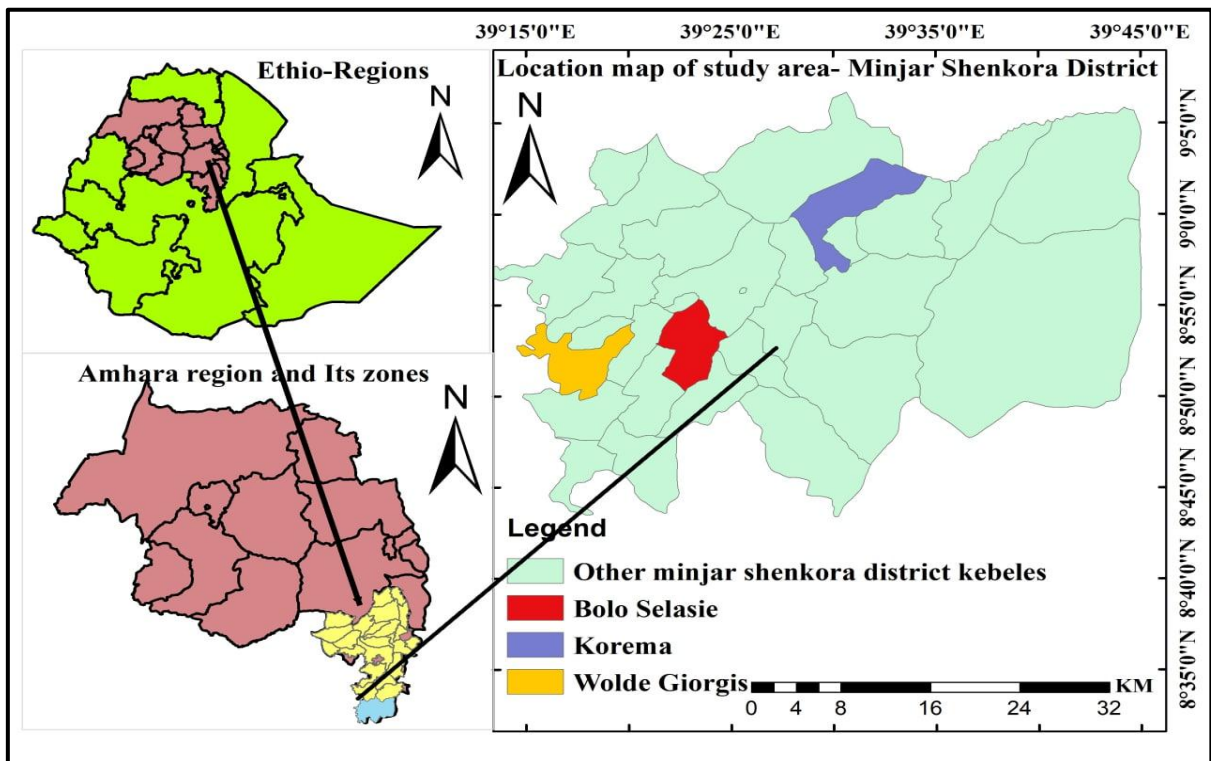 39°15'0"E 39°25'0"E 39°35'0"E 39°45'0"E
Ethio-Regions
N
Location map of study area- Minjar Shenkora District
N
9°5'0"N
9°0'0"N
8°55'0"N
8°50'0"N
8°45'0"N
8°40'0"N
8°35'0"N
Amhara region and Its zones
N
Legend
Other minjar shenkora district kebeles
Bolo Selasie
Korema
Wolde Giorgis
KM
0 2 4 8 16 24 32